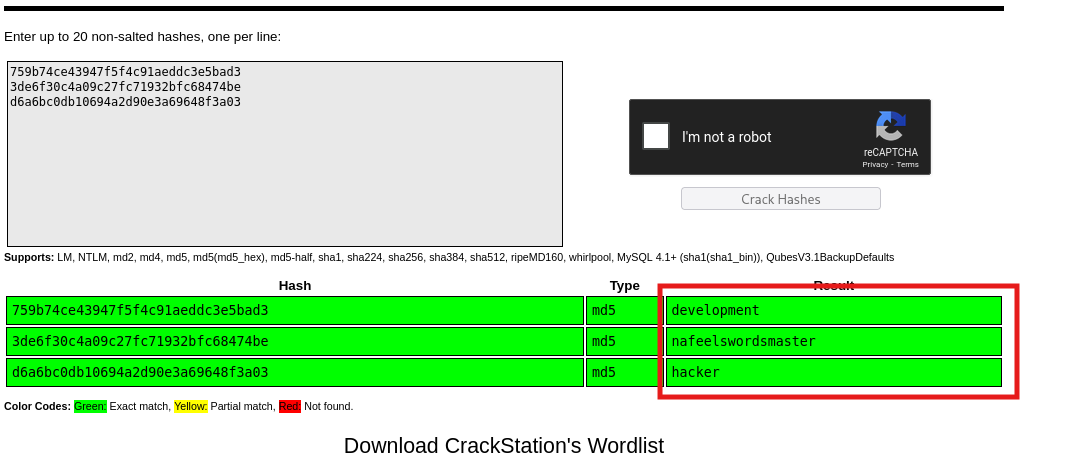 Enter up to 20 non-salted hashes, one per line:
759b74ce43947f5f4c91aeddc3e5bad3
3de6f30c4a09c27fc71932bfc68474be
d6a6bc0db10694a2d90e3a69648f3a03
I'm not a robot
reCAPTCHA
Privacy - Terms
Crack Hashes
Supports: LM, NTLM, md2, md4, md5, md5(md5_hex), md5-half, sha1, sha224, sha256, sha384, sha512, ripeMD160, whirlpool, MySQL 4.1+ (sha1(sha1_bin)), QubesV3.1BackupDefaults
Hash Type Result
759b74ce43947f5f4c91aeddc3e5bad3 md5 development
3de6f30c4a09c27fc71932bfc68474be md5 nafeelswordsmaster
d6a6bc0db10694a2d90e3a69648f3a03 md5 hacker
Color Codes: Green: Exact match, Yellow: Partial match, Red: Not found.
Download CrackStation's Wordlist